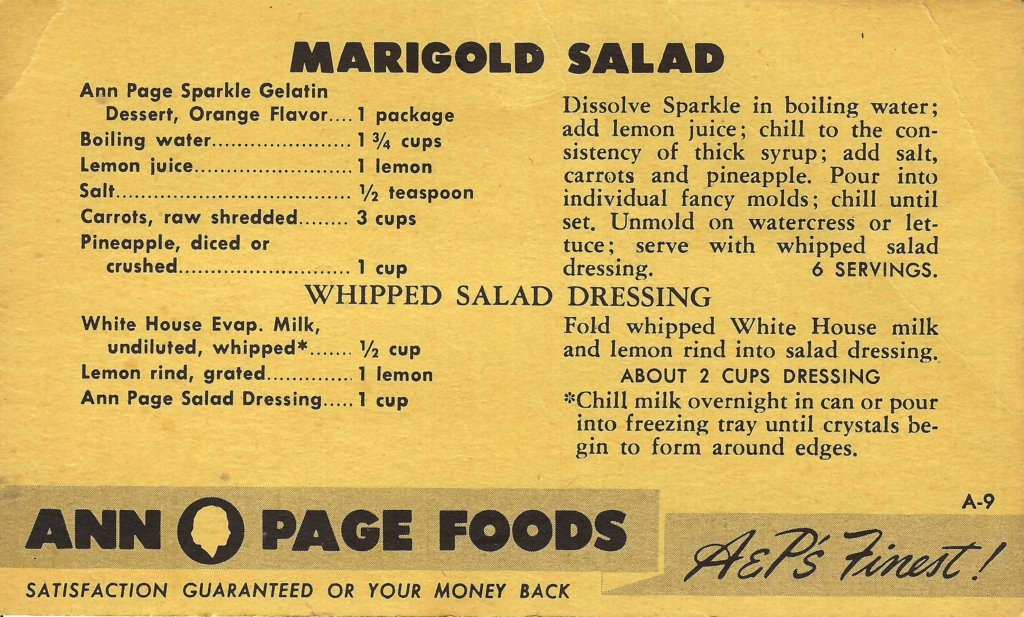 MARIGOLD SALAD
Ann Page Sparkle Gelatin
Dessert, Orange Flavor.... 1 package
Boiling water...................... 1 ¾ cups
Lemon juice......................... 1 lemon
Salt..................................... ½ teaspoon
Carrots, raw shredded........ 3 cups
Pineapple, diced or
crushed........................... 1 cup
Dissolve Sparkle in boiling water;
add lemon juice; chill to the con-
sistency of thick syrup; add salt,
carrots and pineapple. Pour into
individual fancy molds; chill until
set. Unmold on watercress or let-
tuce; serve with whipped salad
dressing. 6 SERVINGS.
WHIPPED SALAD DRESSING
White House Evap. Milk,
undiluted, whipped*....... ½ cup
Lemon rind, grated.............. 1 lemon
Ann Page Salad Dressing..... 1 cup
Fold whipped White House milk
and lemon rind into salad dressing.
ABOUT 2 CUPS DRESSING
*Chill milk overnight in can or pour
into freezing tray until crystals be-
gin to form around edges.
A-9
ANN PAGE FOODS
A&P's Finest!
SATISFACTION GUARANTEED OR YOUR MONEY BACK